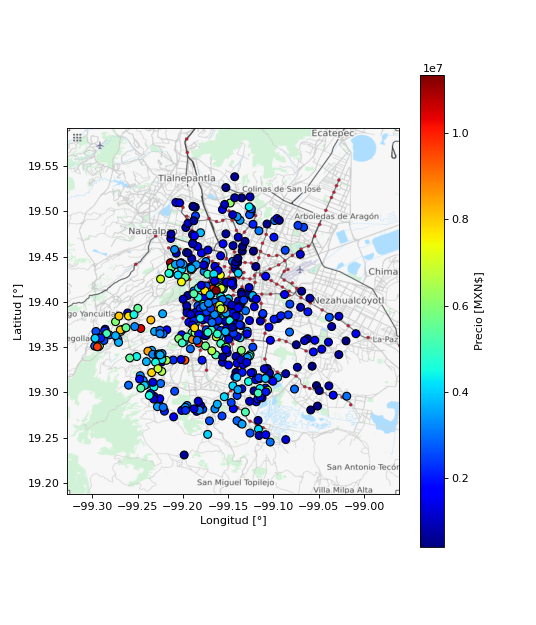 1e7
Ecatepec
Tlalnepantla
Colinas de San José
Arboledas de Aragón
Naucalpan
Chima
Nezahualcóyotl
go Yancuitla
La Paz
San Antonio Tecór
San Miguel Topilejo
Villa Milpa Alta
19.55
19.50
19.45
19.40
19.35
19.30
19.25
19.20
Latitud [°]
−99.30 −99.25 −99.20 −99.15 −99.10 −99.05 −99.00
Longitud [°]
1.0
0.8
0.6
0.4
0.2
Precio [MXN$]